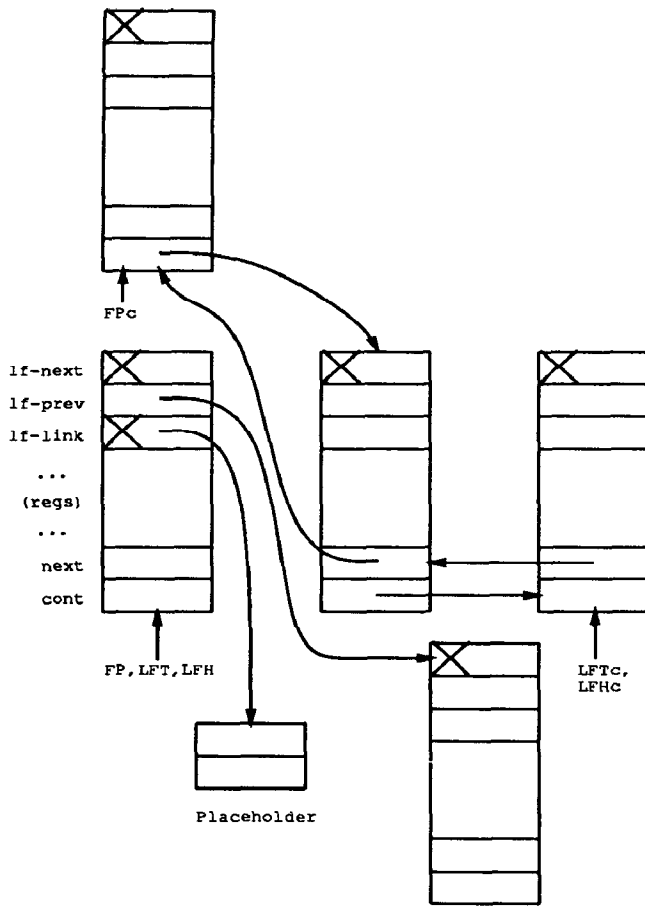 FPc
lf-next
lf-prev
lf-link
...
(regs)
...
next
cont
FP,LFT,LFH
LFTc,
LFHc
Placeholder